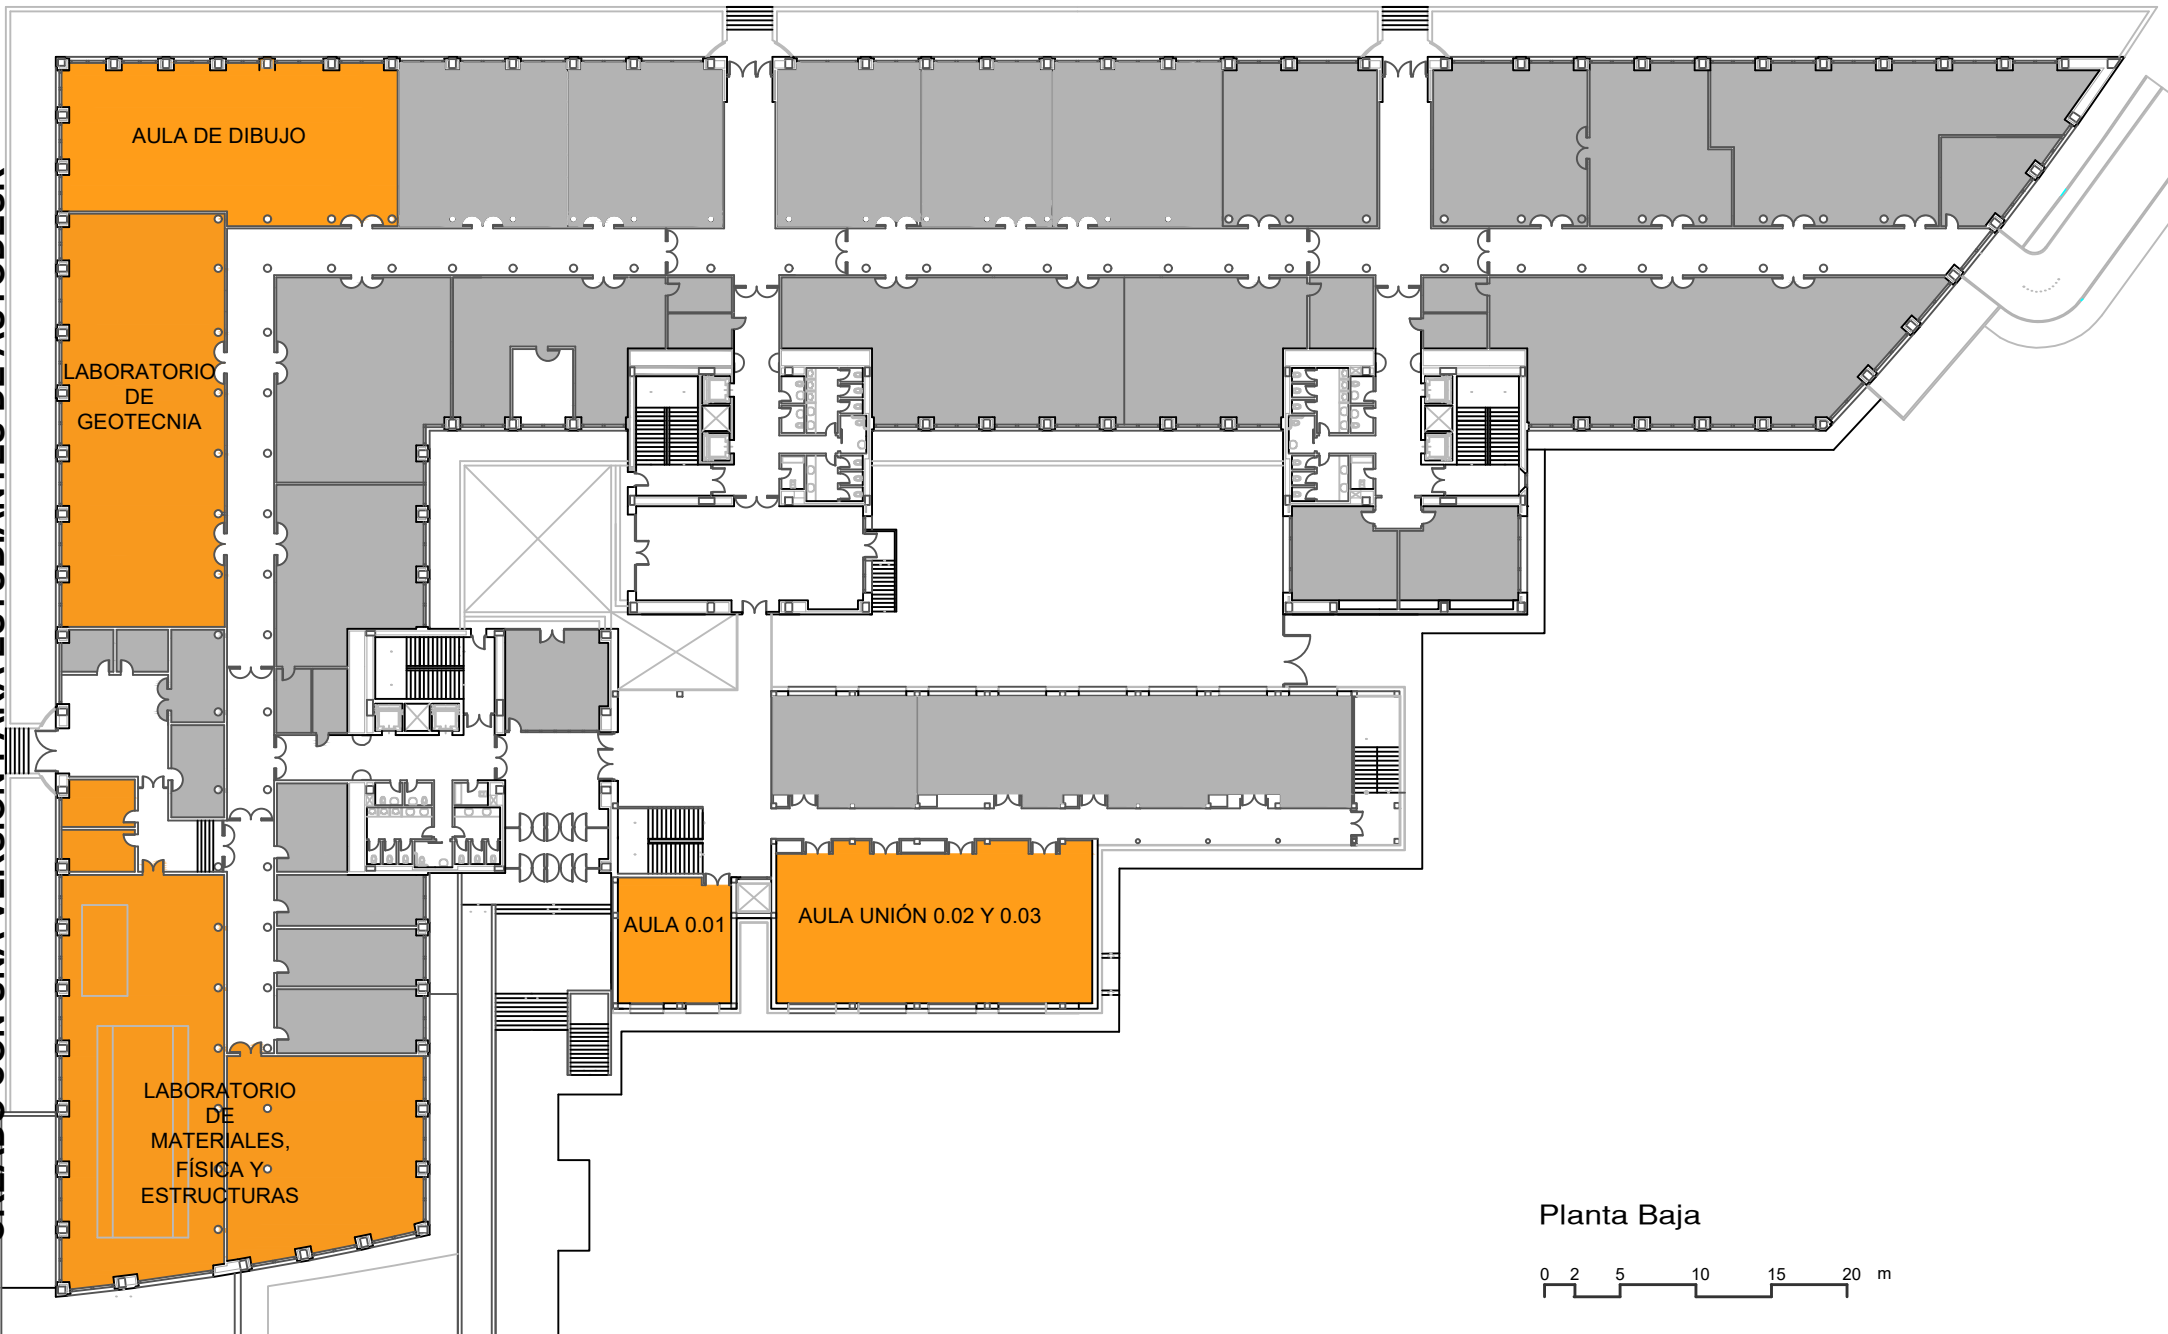 AULA DE DIBUJO
LABORATORIO
DE
GEOTECNIA
AULA 0.01
AULA UNIÓN 0.02 Y 0.03
LABORATORIO
DE
MATERIALES,
FÍSICA Y
ESTRUCTURAS
Planta Baja
0 2 5 10 15 20 m